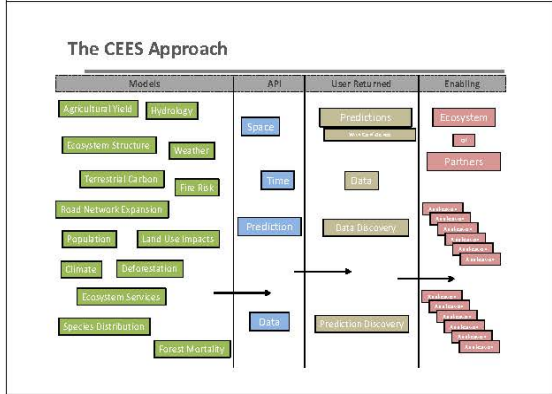 The CEES Approach
Models
API
User Returned
Enabling
Agricultural Yield
Hydrology
Ecosystem Structure
Weather
Terrestrial Carbon
Fire Risk
Road Network Expansion
Population
Land Use Impacts
Climate
Deforestation
Ecosystem Services
Species Distribution
Forest Mortality
Space
Time
Prediction
Data
Predictions
Data
Data Discovery
Prediction Discovery
Ecosystem
of
Partners